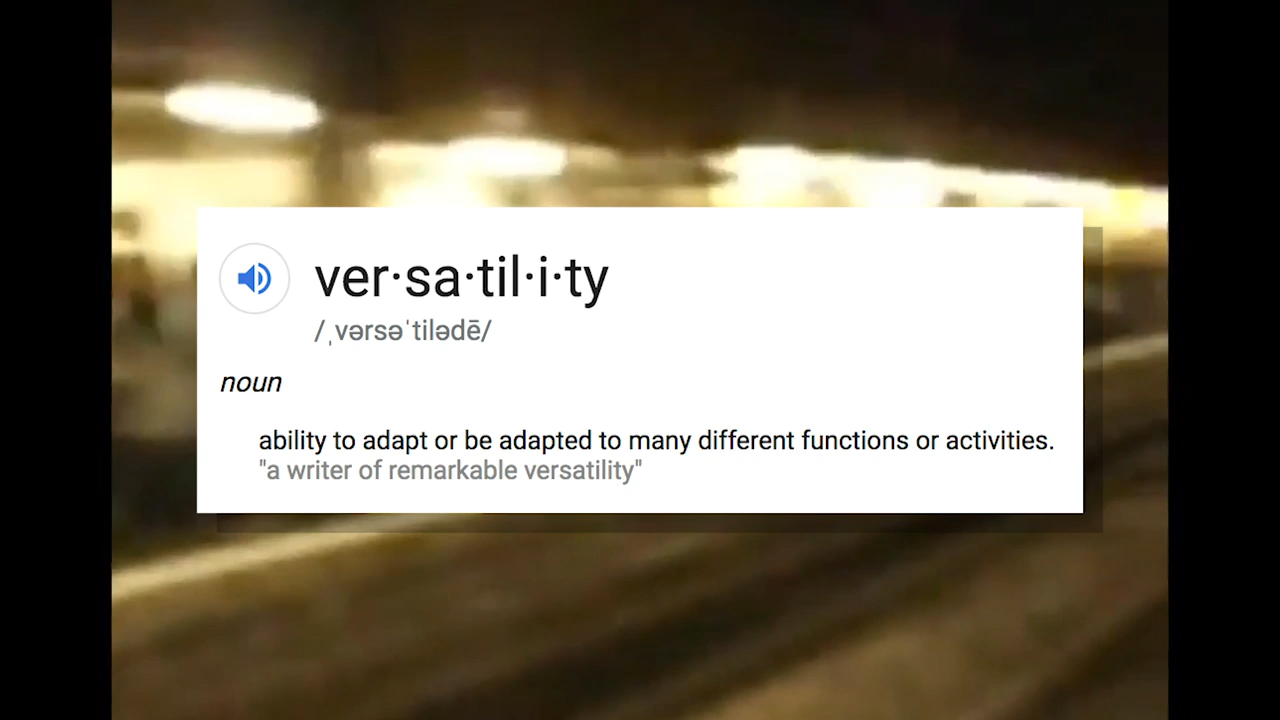 ver·sa·til·i·ty
/ˌvərsəˈtilədē/
noun
ability to adapt or be adapted to many different functions or activities.
"a writer of remarkable versatility"